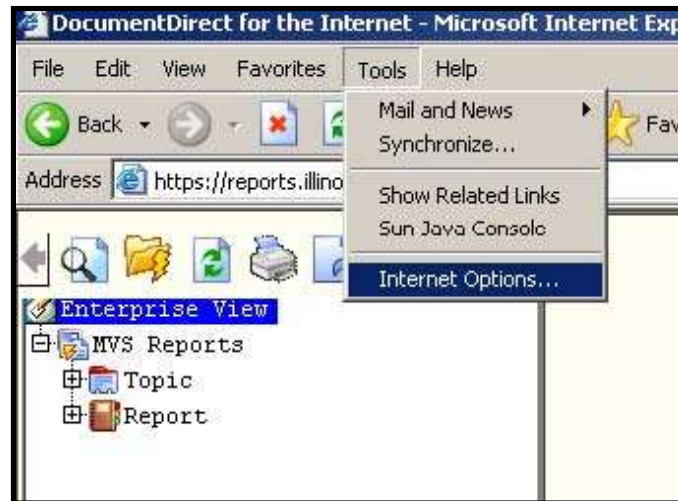 DocumentDirect for the Internet - Microsoft Internet Exp
File Edit View Favorites Tools Help
Back Fav
Mail and News
Synchronize...
Address https://reports.illino
Show Related Links
Sun Java Console
Internet Options...
Enterprise View
MVS Reports
Topic
Report